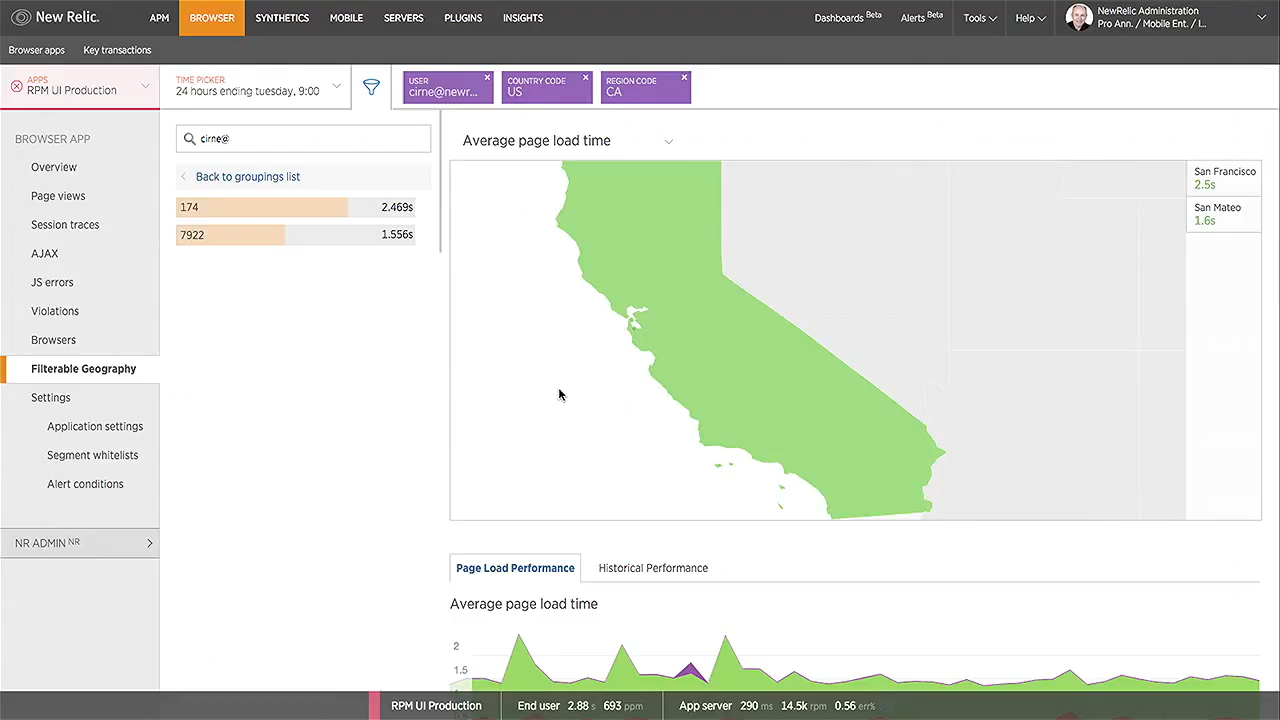 New Relic.
APM
BROWSER
SYNTHETICS
MOBILE
SERVERS
PLUGINS
INSIGHTS
Dashboards Beta
Alerts Beta
Tools
Help
NewRelic Administration
Pro Ann. / Mobile Ent. / I...
Browser apps
Key transactions
APPS
RPM UI Production
TIME PICKER
24 hours ending tuesday, 9:00
USER
cirne@newr...
COUNTRY CODE
US
REGION CODE
CA
BROWSER APP
Overview
Page views
Session traces
AJAX
JS errors
Violations
Browsers
Filterable Geography
Settings
Application settings
Segment whitelists
Alert conditions
NR ADMIN NR
cirne@
Back to groupings list
174 2.469s
7922 1.556s
Average page load time
San Francisco
2.5s
San Mateo
1.6s
Page Load Performance
Historical Performance
Average page load time
2
1.5
RPM UI Production
End user 2.88 s 693 ppm
App server 290 ms 14.5k rpm 0.56 err%